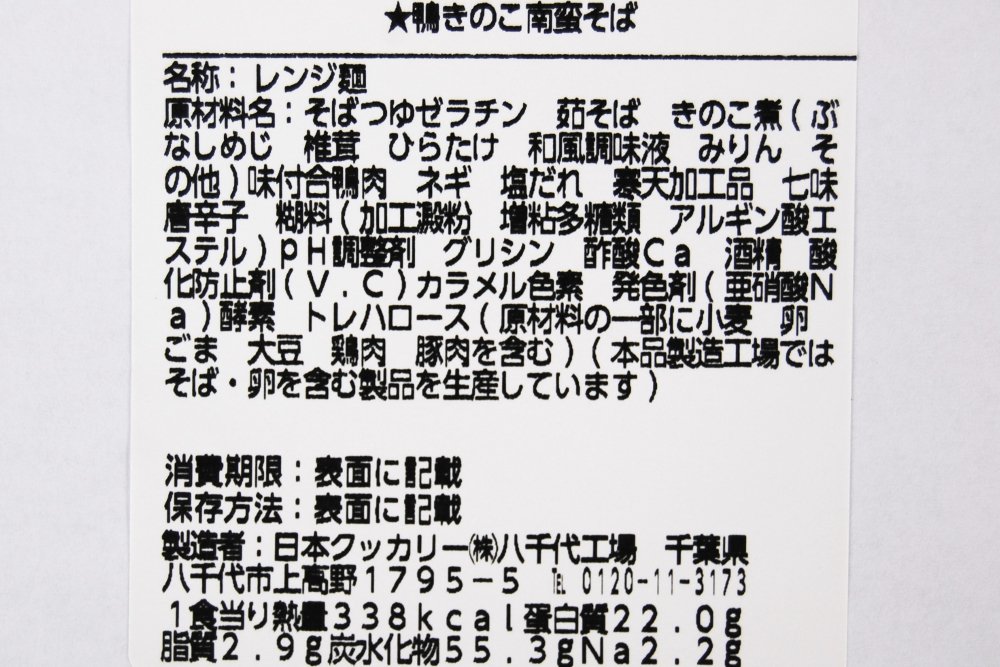 ★鴨きのこ南蛮そば
名称：レンジ麺
原材料名：そばつゆゼラチン　茹そば　きのこ煮（ぶ
なしめじ　椎茸　ひらたけ　和風調味液　みりん　そ
の他）味付合鴨肉　ネギ　塩だれ　寒天加工品　七味
唐辛子　糊料（加工澱粉　増粘多糖類　アルギン酸エ
ステル）ｐＨ調整剤　グリシン　酢酸Ｃａ　酒精　酸
化防止剤（Ｖ．Ｃ）カラメル色素　発色剤（亜硝酸Ｎ
ａ）酵素　トレハロース（原材料の一部に小麦　卵
ごま　大豆　鶏肉　豚肉を含む）（本品製造工場では
そば・卵を含む製品を生産しています）
消費期限：表面に記載
保存方法：表面に記載
製造者：日本クッカリー㈱八千代工場　千葉県
八千代市上高野１７９５－５　℡ 0120-11-3173
１食当り熱量３３８ｋｃａｌ蛋白質２２．０ｇ
脂質２．９ｇ炭水化物５５．３ｇＮａ２．２ｇ